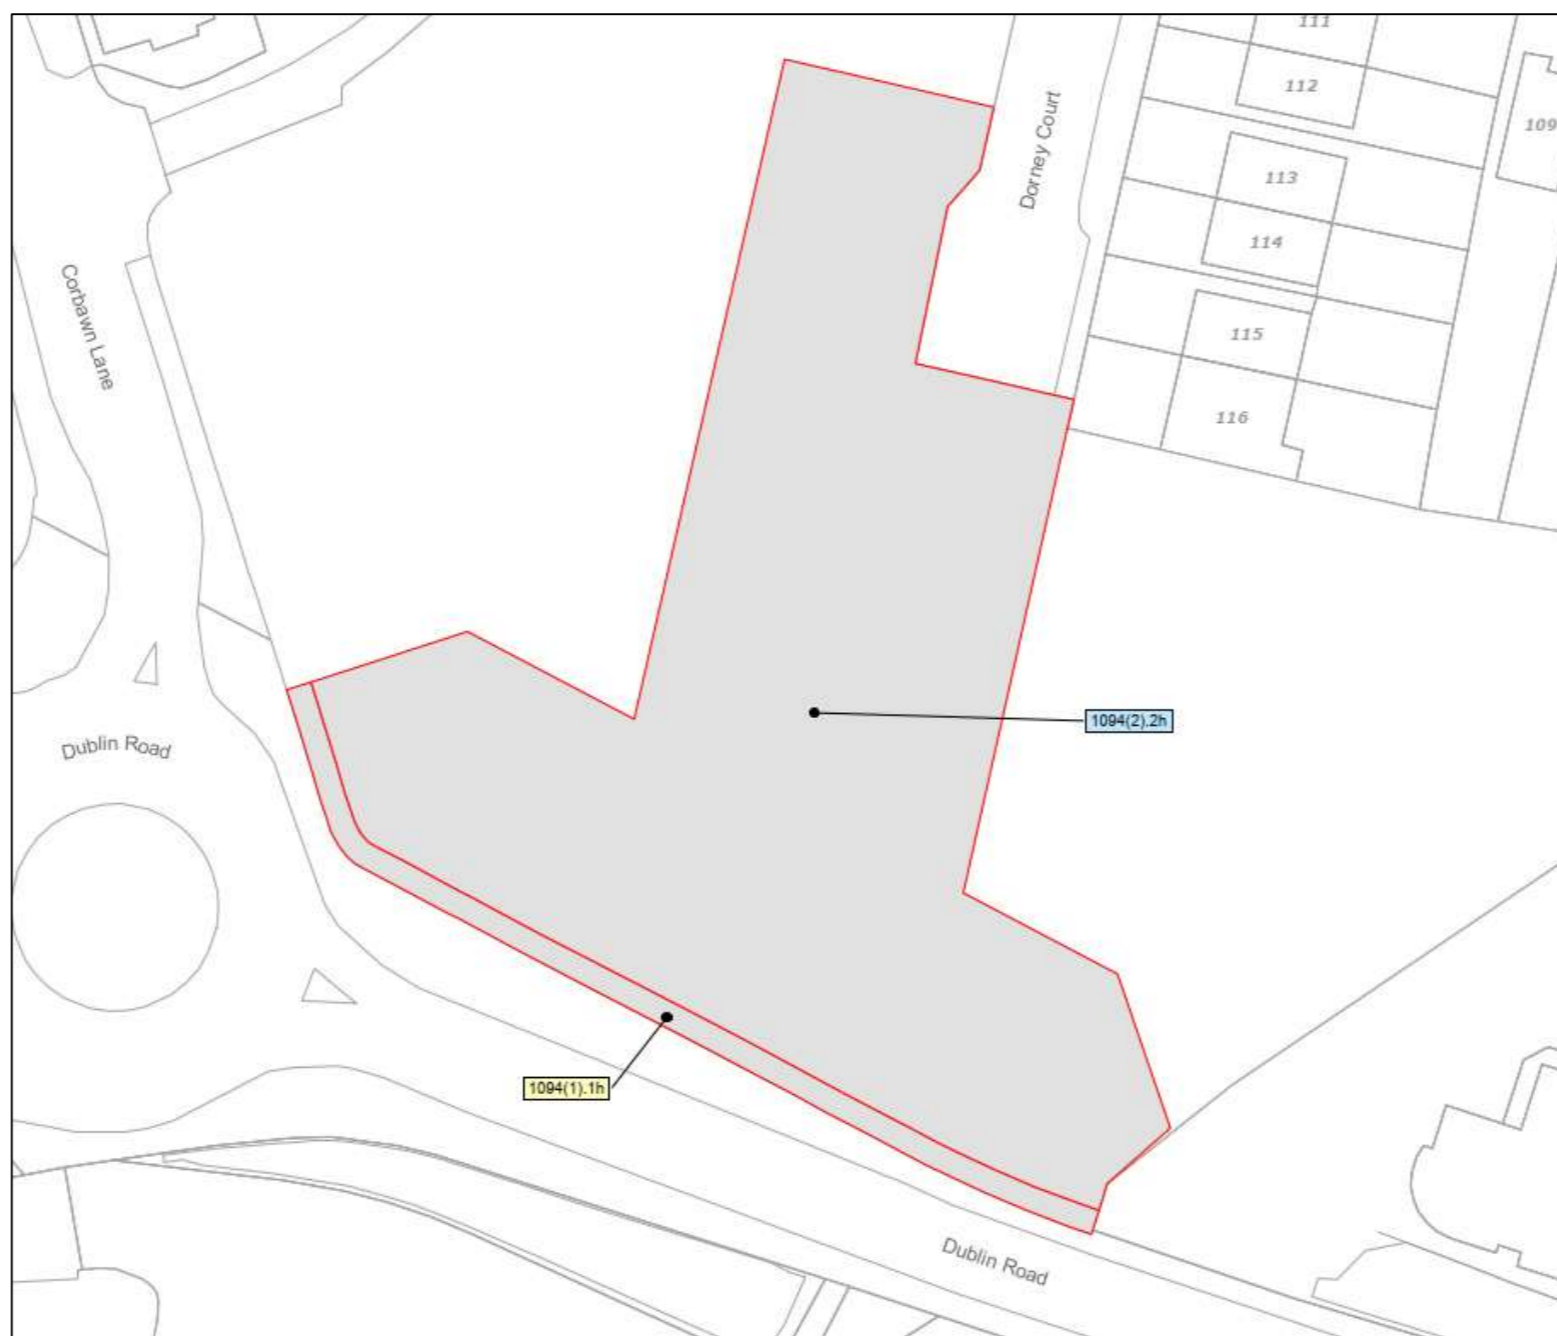 111
112
109
Dorney Court
113
114
Corbawn Lane
115
116
1094(2).2h
Dublin Road
1094(1).1h
Dublin Road